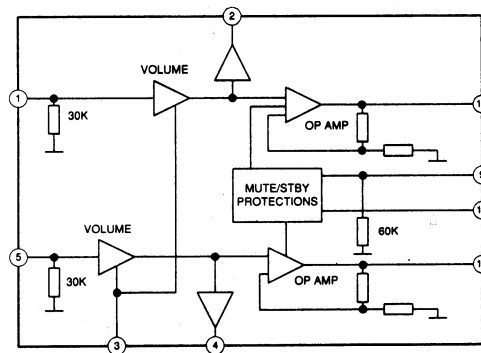 2
VOLUME
1
30K
OP AMP
MUTE/STBY
PROTECTIONS
60K
VOLUME
5
30K
OP AMP
3
4